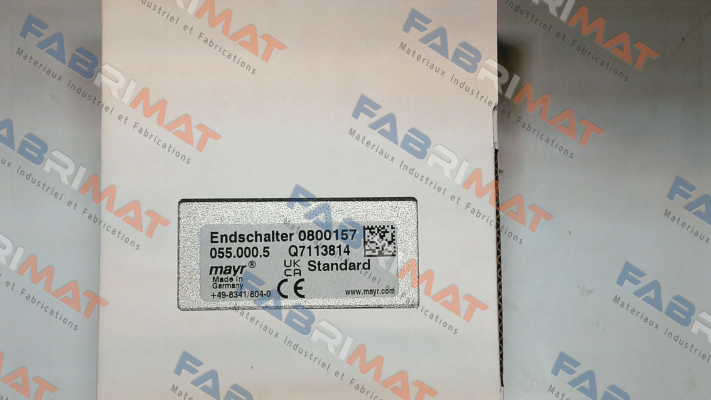 Endschalter 0800157
055.000.5 Q7113814
mayr® UK CA Standard
Made in
Germany
+49-8341/804-0 CE www.mayr.com
FABRIMAT
Materiaux Industriel et Fabrications